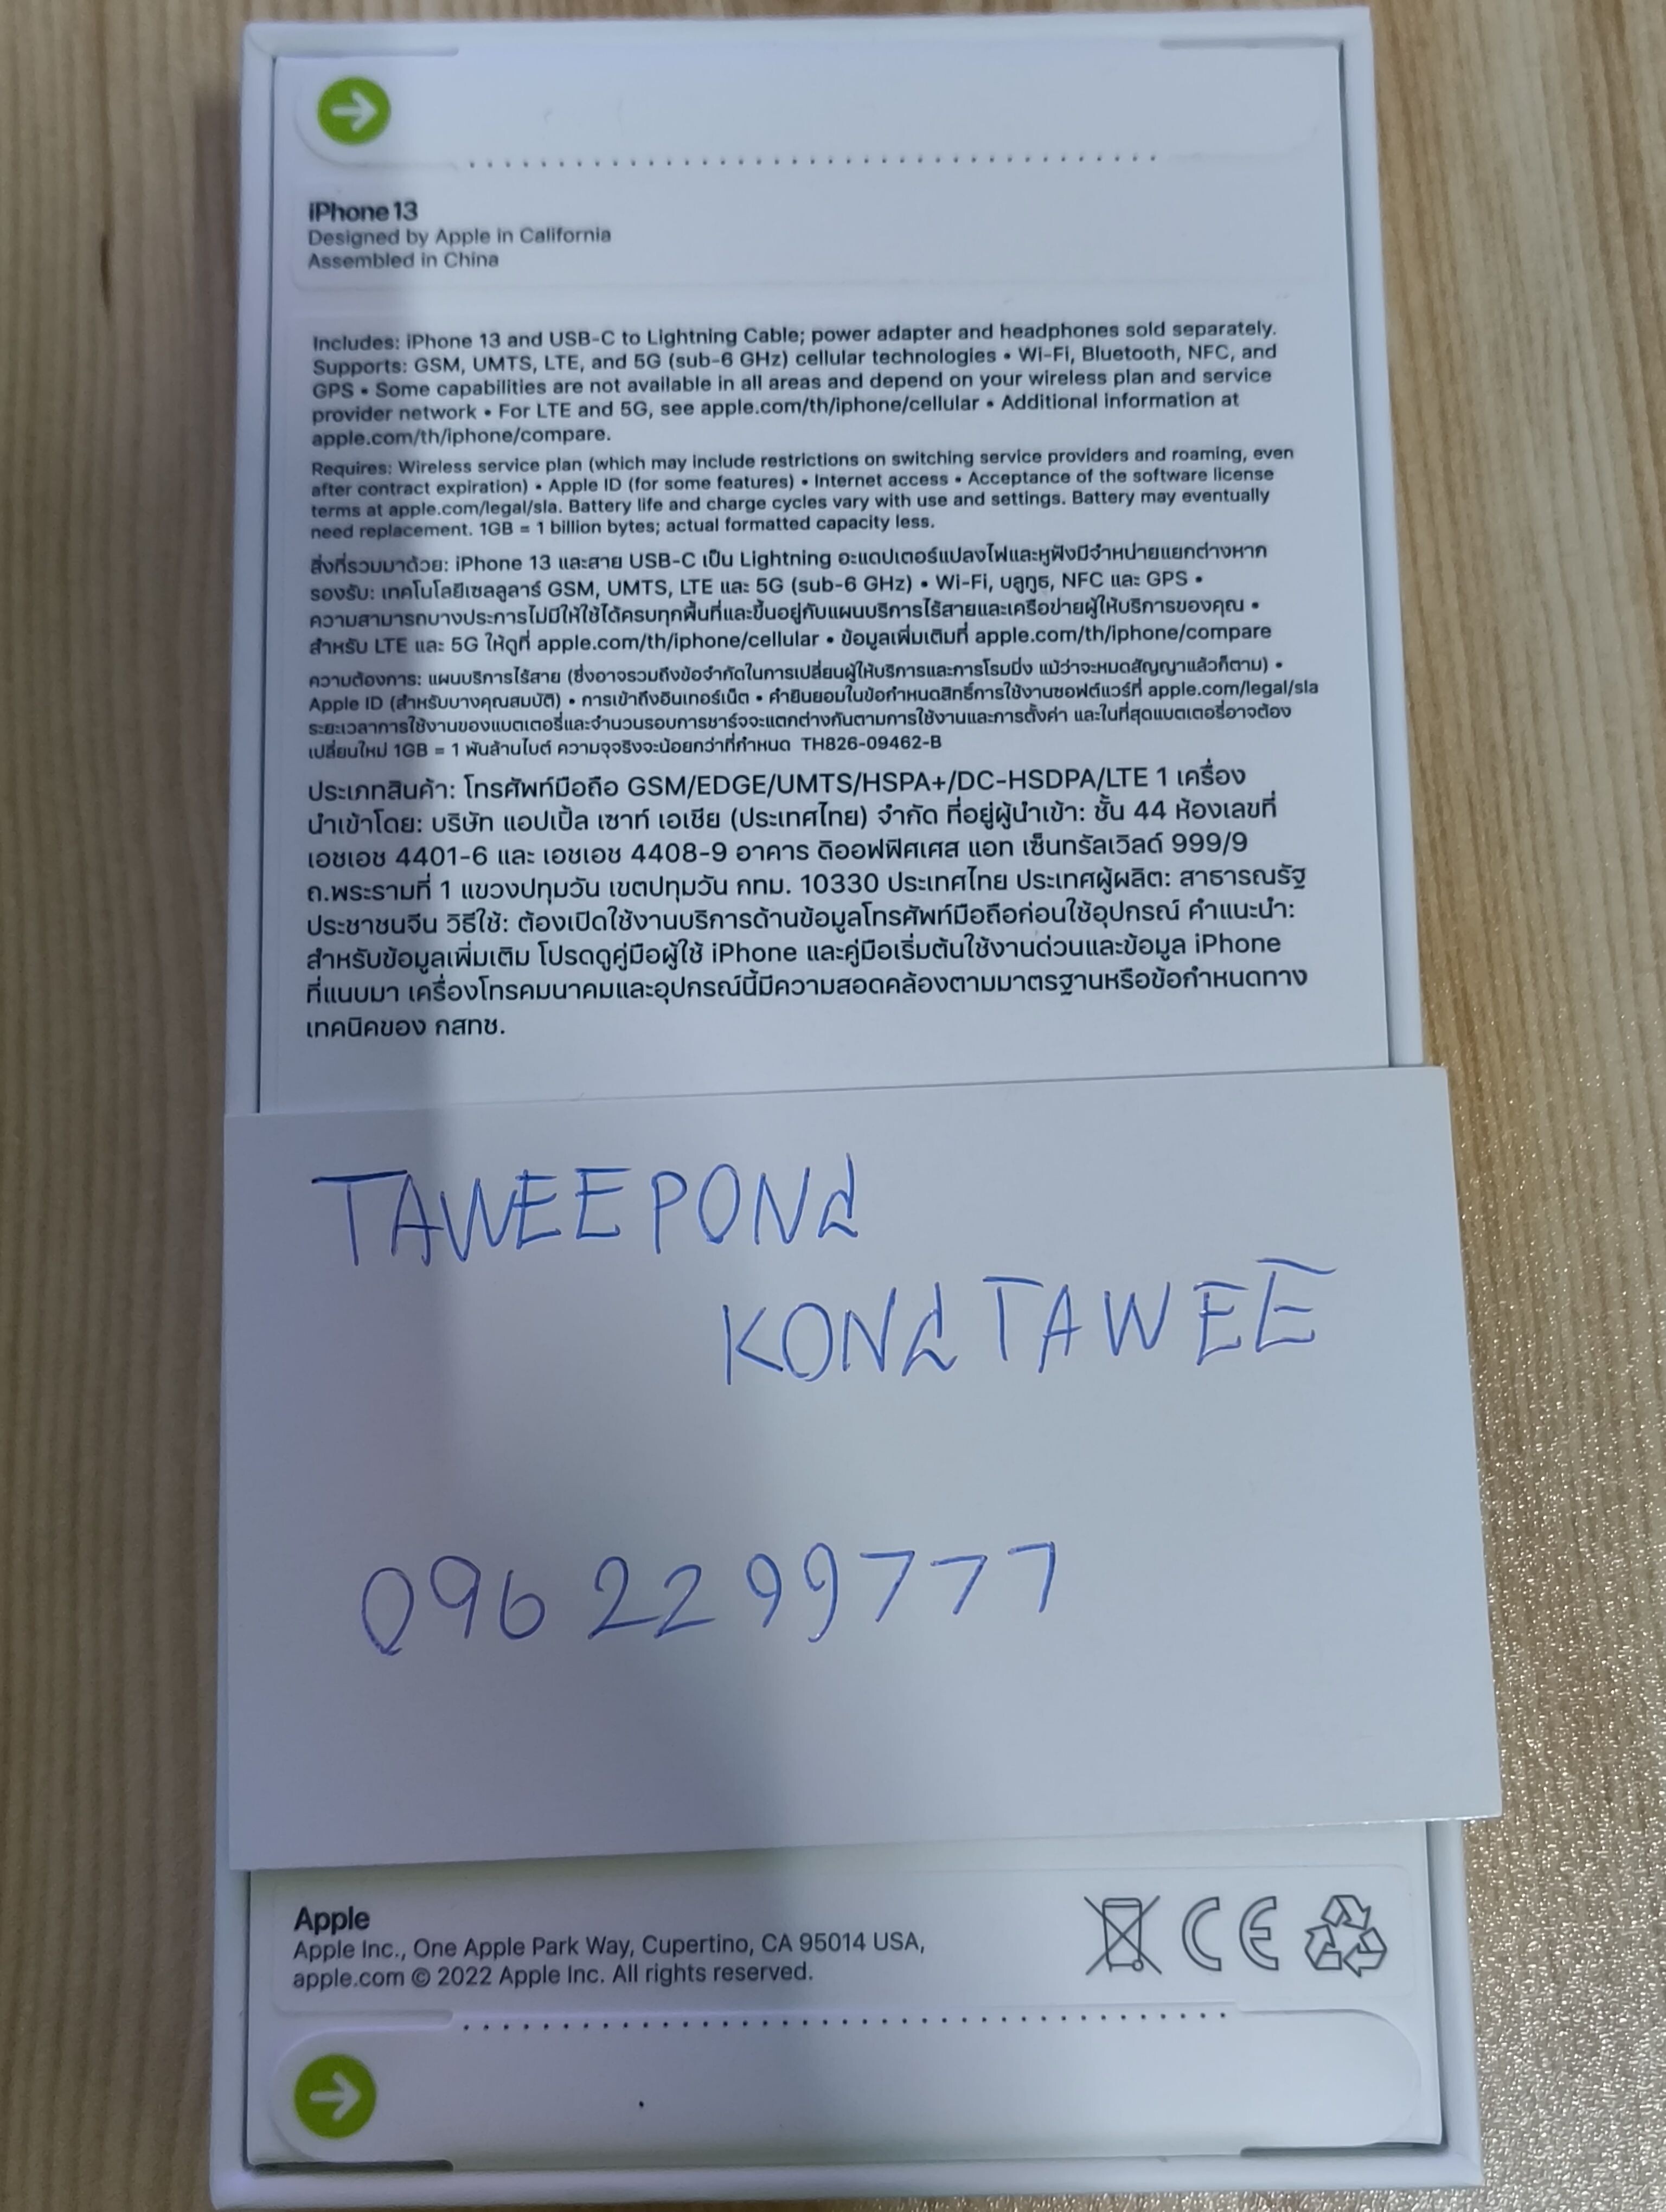 iPhone 13
Designed by Apple in California
Assembled in China
Includes: iPhone 13 and USB-C to Lightning Cable; power adapter and headphones sold separately.
Supports: GSM, UMTS, LTE, and 5G (sub-6 GHz) cellular technologies • Wi-Fi, Bluetooth, NFC, and
GPS • Some capabilities are not available in all areas and depend on your wireless plan and service
provider network • For LTE and 5G, see apple.com/th/iphone/cellular • Additional information at
apple.com/th/iphone/compare.
Requires: Wireless service plan (which may include restrictions on switching service providers and roaming, even
after contract expiration) • Apple ID (for some features) • Internet access • Acceptance of the software license
terms at apple.com/legal/sla. Battery life and charge cycles vary with use and settings. Battery may eventually
need replacement. 1GB = 1 billion bytes; actual formatted capacity less.
สิ่งที่รวมมาด้วย: iPhone 13 และสาย USB-C เป็น Lightning อะแดปเตอร์แปลงไฟและหูฟังมีจำหน่ายแยกต่างหาก
รองรับ: เทคโนโลยีเซลลูลาร์ GSM, UMTS, LTE และ 5G (sub-6 GHz) • Wi-Fi, บลูทูธ, NFC และ GPS •
ความสามารถบางประการไม่มีให้ใช้ได้ครบทุกพื้นที่และขึ้นอยู่กับแผนบริการไร้สายและเครือข่ายผู้ให้บริการของคุณ •
สำหรับ LTE และ 5G ให้ดูที่ apple.com/th/iphone/cellular • ข้อมูลเพิ่มเติมที่ apple.com/th/iphone/compare
ความต้องการ: แผนบริการไร้สาย (ซึ่งอาจรวมถึงข้อจำกัดในการเปลี่ยนผู้ให้บริการและการโรมมิ่ง แม้ว่าจะหมดสัญญาแล้วก็ตาม) •
Apple ID (สำหรับบางคุณสมบัติ) • การเข้าถึงอินเทอร์เน็ต • คำยินยอมในข้อกำหนดสิทธิ์การใช้งานซอฟต์แวร์ที่ apple.com/legal/sla
ระยะเวลาการใช้งานของแบตเตอรี่และจำนวนรอบการชาร์จจะแตกต่างกันตามการใช้งานและการตั้งค่า และในที่สุดแบตเตอรี่อาจต้อง
เปลี่ยนใหม่ 1GB = 1 พันล้านไบต์ ความจุจริงจะน้อยกว่าที่กำหนด TH826-09462-B
ประเภทสินค้า: โทรศัพท์มือถือ GSM/EDGE/UMTS/HSPA+/DC-HSDPA/LTE 1 เครื่อง
นำเข้าโดย: บริษัท แอปเปิ้ล เซาท์ เอเชีย (ประเทศไทย) จำกัด ที่อยู่ผู้นำเข้า: ชั้น 44 ห้องเลขที่
เอชเอช 4401-6 และ เอชเอช 4408-9 อาคาร ดิออฟฟิศเศส แอท เซ็นทรัลเวิลด์ 999/9
ถ.พระรามที่ 1 แขวงปทุมวัน เขตปทุมวัน กทม. 10330 ประเทศไทย ประเทศผู้ผลิต: สาธารณรัฐ
ประชาชนจีน วิธีใช้: ต้องเปิดใช้งานบริการด้านข้อมูลโทรศัพท์มือถือก่อนใช้อุปกรณ์ คำแนะนำ:
สำหรับข้อมูลเพิ่มเติม โปรดดูคู่มือผู้ใช้ iPhone และคู่มือเริ่มต้นใช้งานด่วนและข้อมูล iPhone
ที่แนบมา เครื่องโทรคมนาคมและอุปกรณ์นี้มีความสอดคล้องตามมาตรฐานหรือข้อกำหนดทาง
เทคนิคของ กสทช.
TAWEEPONG
KONGTAWEE
096 2299777
Apple
Apple Inc., One Apple Park Way, Cupertino, CA 95014 USA,
apple.com © 2022 Apple Inc. All rights reserved.
CE